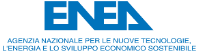 ENEA
AGENZIA NAZIONALE PER LE NUOVE TECNOLOGIE,
L'ENERGIA E LO SVILUPPO ECONOMICO SOSTENIBILE